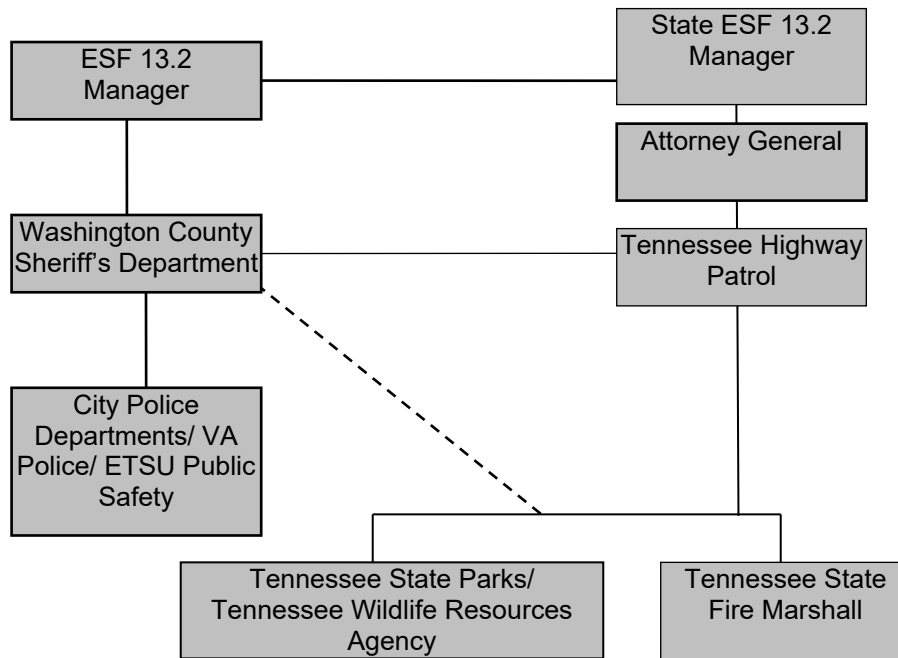 ESF 13.2
Manager
State ESF 13.2
Manager
Attorney General
Washington County
Sheriff's Department
Tennessee Highway
Patrol
City Police
Departments/ VA
Police/ ETSU Public
Safety
Tennessee State Parks/
Tennessee Wildlife Resources
Agency
Tennessee State
Fire Marshall